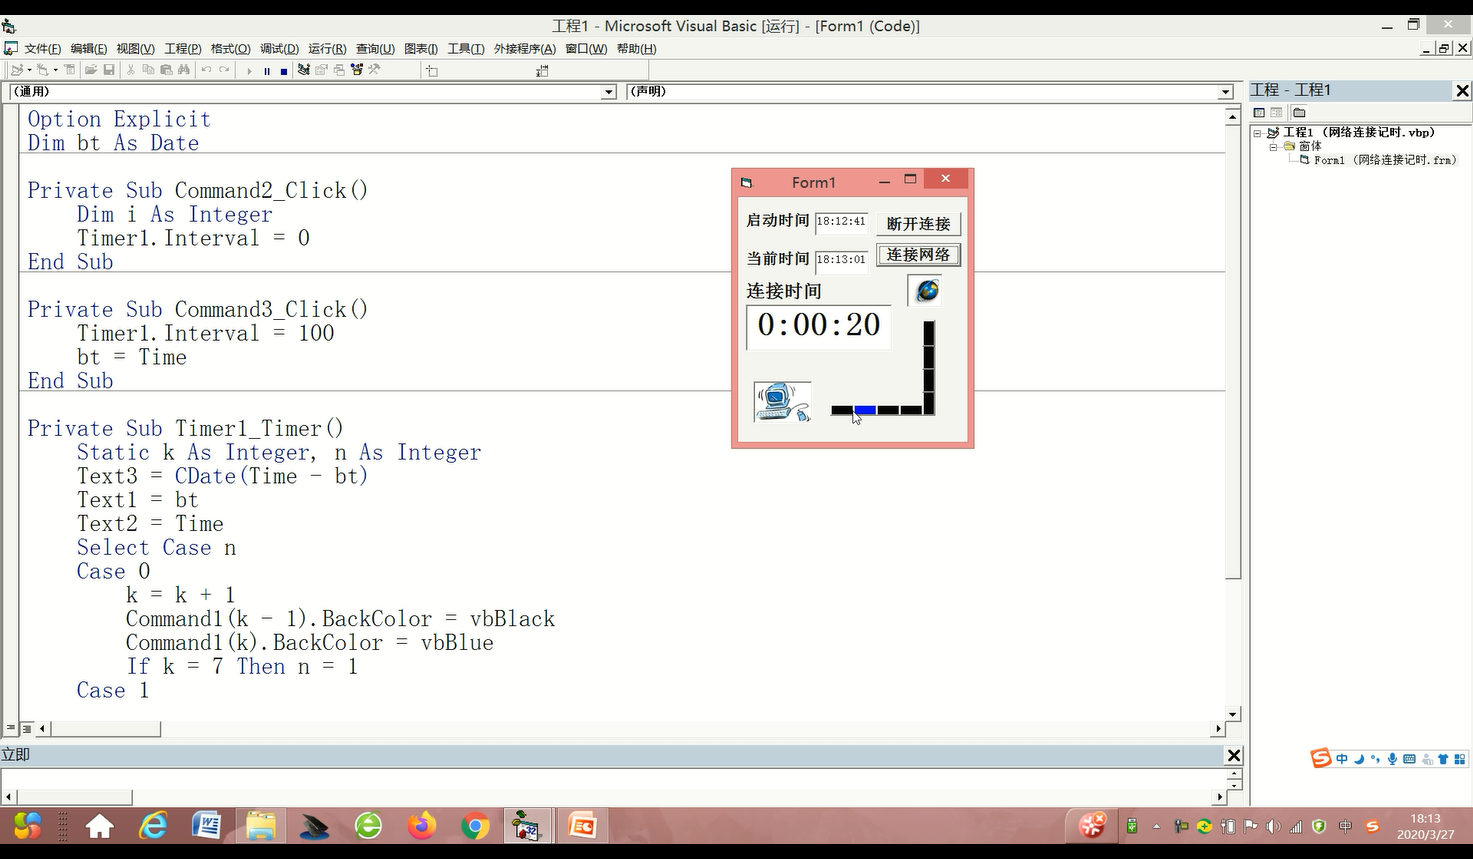 工程1 - Microsoft Visual Basic [运行] - [Form1 (Code)]
文件(F) 编辑(E) 视图(V) 工程(P) 格式(O) 调试(D) 运行(R) 查询(U) 图表(I) 工具(T) 外接程序(A) 窗口(W) 帮助(H)
(通用) (声明)
Option Explicit
Dim bt As Date
Private Sub Command2_Click()
Dim i As Integer
Timer1.Interval = 0
End Sub
Private Sub Command3_Click()
Timer1.Interval = 100
bt = Time
End Sub
Private Sub Timer1_Timer()
Static k As Integer, n As Integer
Text3 = CDate(Time - bt)
Text1 = bt
Text2 = Time
Select Case n
Case 0
k = k + 1
Command1(k - 1).BackColor = vbBlack
Command1(k).BackColor = vbBlue
If k = 7 Then n = 1
Case 1
Form1
启动时间 18:12:41 断开连接
当前时间 18:13:01 连接网络
连接时间
0:00:20
工程 - 工程1
工程1 (网络连接记时.vbp)
窗体
Form1 (网络连接记时.frm)
立即
中
中
18:13
2020/3/27